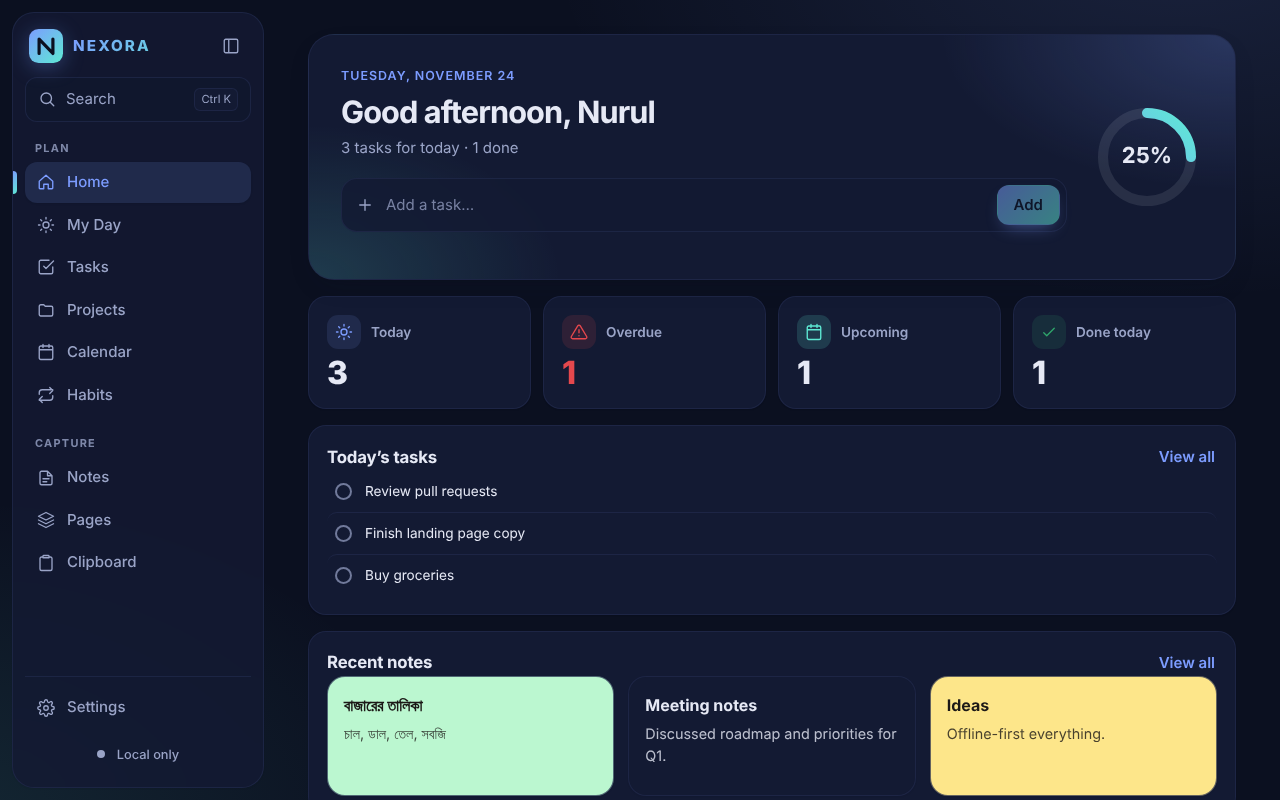 NEXORA
Search
Ctrl K
PLAN
Home
My Day
Tasks
Projects
Calendar
Habits
CAPTURE
Notes
Pages
Clipboard
Settings
Local only
TUESDAY, NOVEMBER 24
Good afternoon, Nurul
3 tasks for today · 1 done
Add a task...
Add
25%
Today
3
Overdue
1
Upcoming
1
Done today
1
Today's tasks
View all
Review pull requests
Finish landing page copy
Buy groceries
Recent notes
View all
বাজারের তালিকা
চাল, ডাল, তেল, সবজি
Meeting notes
Discussed roadmap and priorities for
Q1.
Ideas
Offline-first everything.